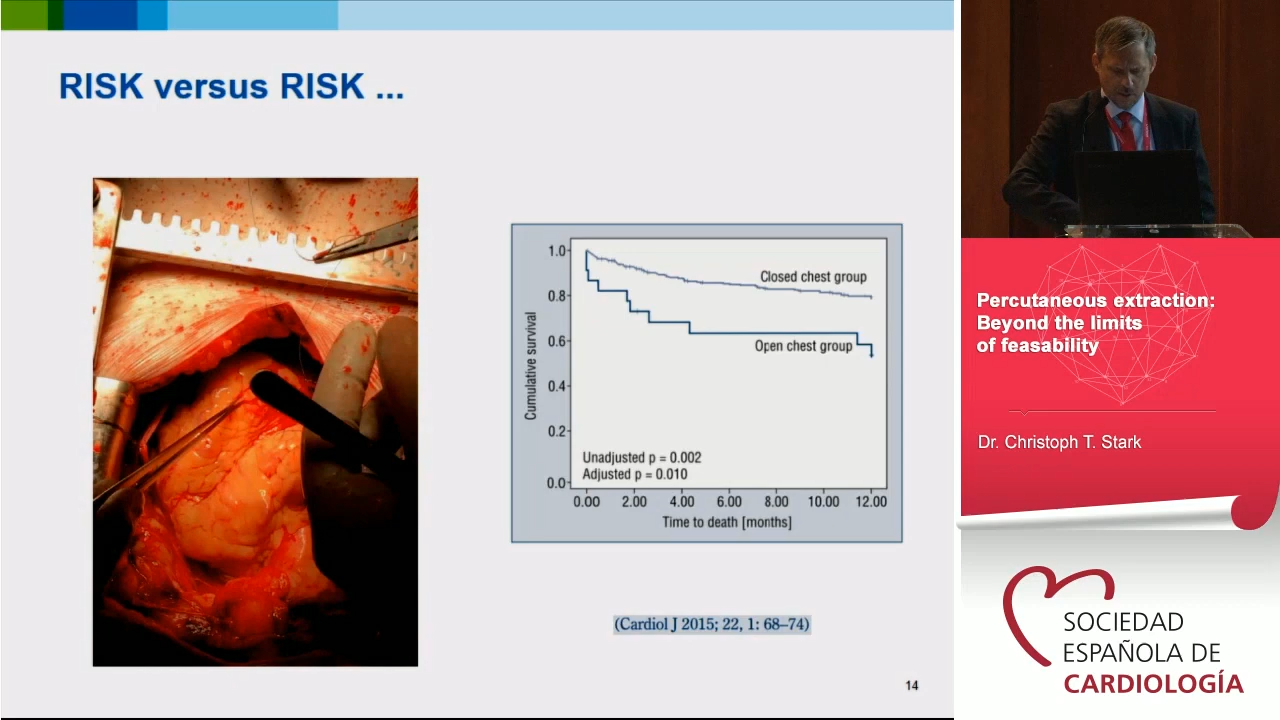 RISK versus RISK ...
1.0
0.8
0.6
0.4
0.2
0.0
Cumulative survival
Closed chest group
Open chest group
Unadjusted p = 0.002
Adjusted p = 0.010
0.00 2.00 4.00 6.00 8.00 10.00 12.00
Time to death [months]
(Cardiol J 2015; 22, 1: 68–74)
14
Percutaneous extraction:
Beyond the limits
of feasability
Dr. Christoph T. Stark
SOCIEDAD
ESPAÑOLA DE
CARDIOLOGÍA